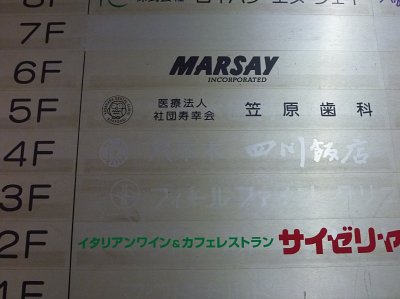 7F
6F MARSAY
INCORPORATED
5F 医療法人
社団寿幸会 笠原歯科
4F 四川飯店
3F
2F イタリアンワイン&カフェレストラン サイゼリヤ
1F